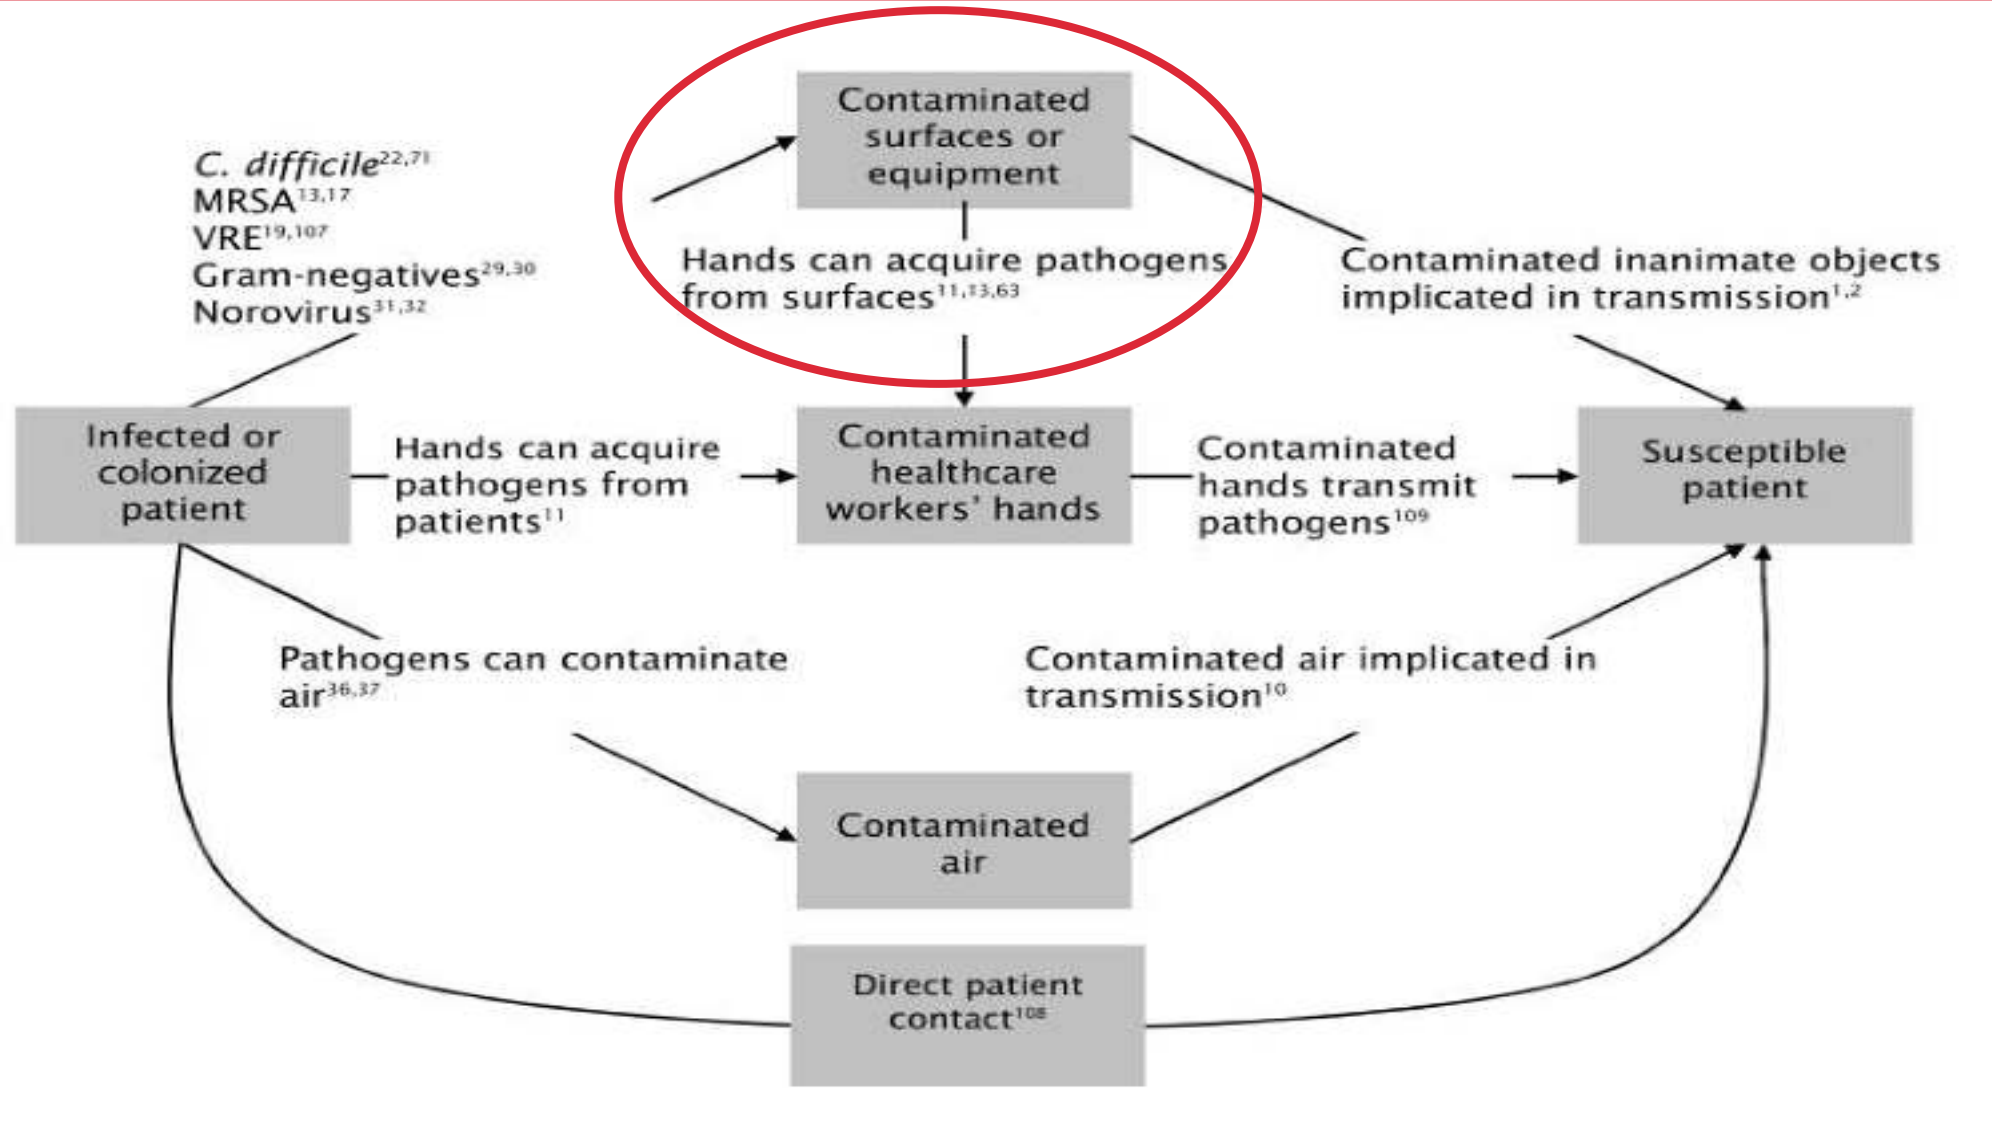 Contaminated
surfaces or
equipment
C. difficile22,71
MRSA13,17
VRE19,107
Gram-negatives29,30
Norovirus31,32
Hands can acquire pathogens
from surfaces11,13,63
Contaminated inanimate objects
implicated in transmission1,2
Infected or
colonized
patient
Hands can acquire
pathogens from
patients11
Contaminated
healthcare
workers' hands
Contaminated
hands transmit
pathogens109
Susceptible
patient
Pathogens can contaminate
air36,37
Contaminated air implicated in
transmission10
Contaminated
air
Direct patient
contact108